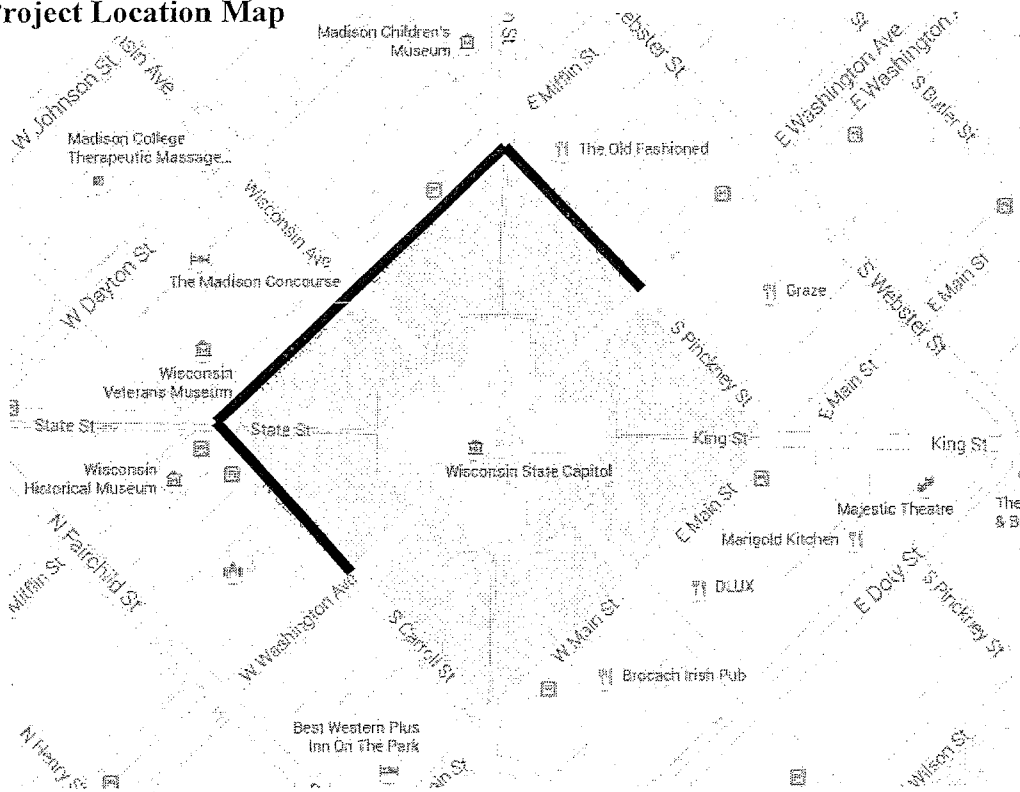 Project Location Map
Madison Children's
Museum
E Mifflin St
W Johnson St
E Washington Ave
E Washington
S Butler St
Madison College
Therapeutic Massage...
The Old Fashioned
Wisconsin Ave
W Dayton St
The Madison Concourse
Graze
S Webster St
E Main St
Wisconsin
Veterans Museum
S Pinckney St
E Main St
State St
State St
King St
King St
Wisconsin
Historical Museum
Wisconsin State Capitol
E Main St
Majestic Theatre
The
& B
Marigold Kitchen
N Fairchild St
Mifflin St
DLUX
E Doty St
S Pinckney St
W Washington Ave
S Carroll St
W Main St
Brocach Irish Pub
Best Western Plus
Inn On The Park
N Henry St
Wilson St